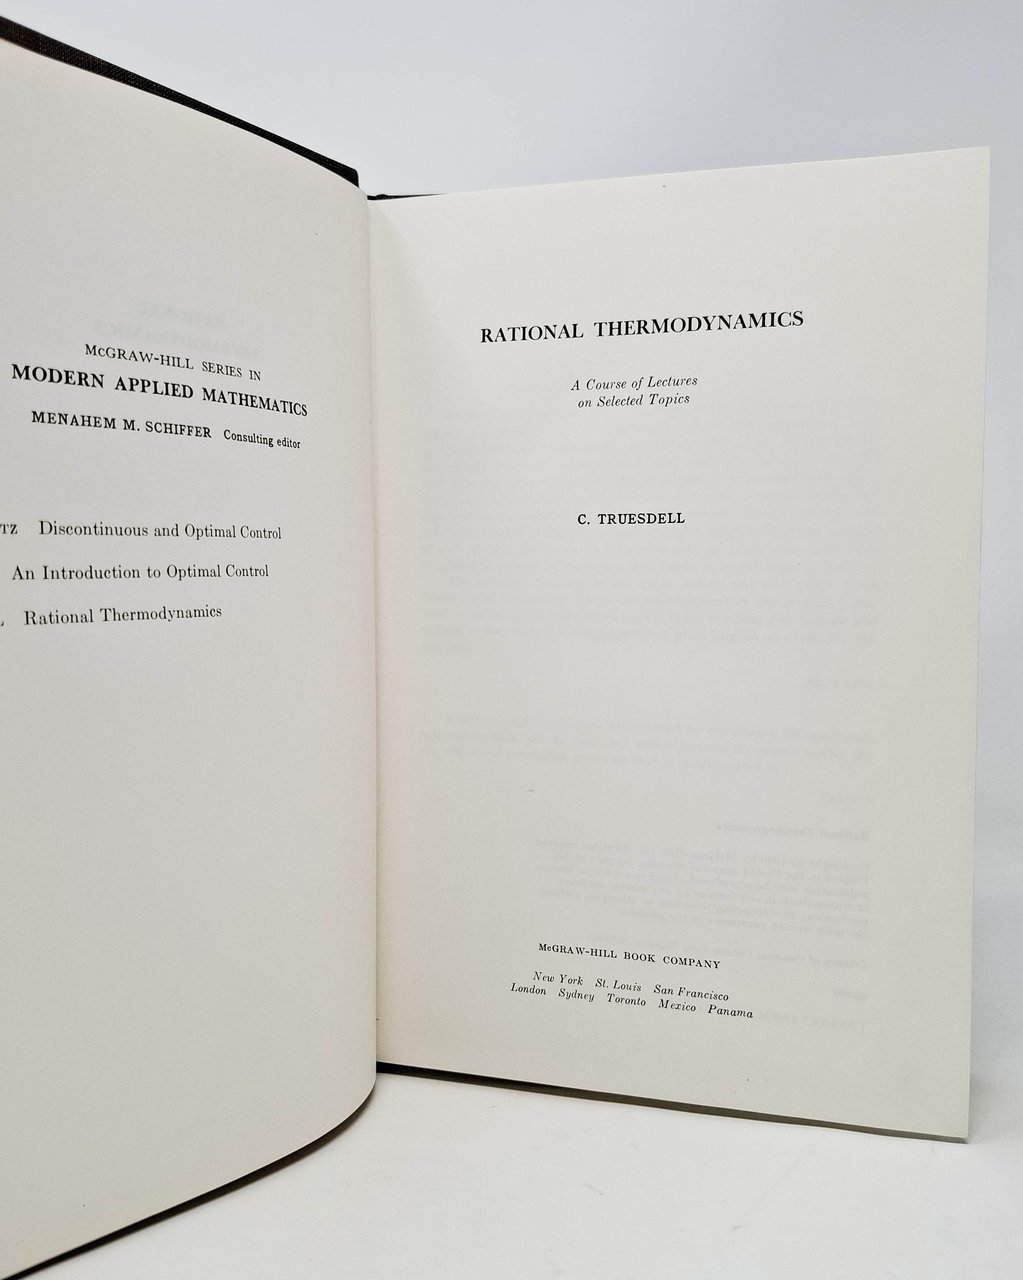 McGRAW-HILL SERIES IN
MODERN APPLIED MATHEMATICS
MENAHEM M. SCHIFFER Consulting editor
TZ Discontinuous and Optimal Control
An Introduction to Optimal Control
Rational Thermodynamics
RATIONAL THERMODYNAMICS
A Course of Lectures
on Selected Topics
C. TRUESDELL
McGRAW-HILL BOOK COMPANY
New York St. Louis San Francisco
London Sydney Toronto Mexico Panama